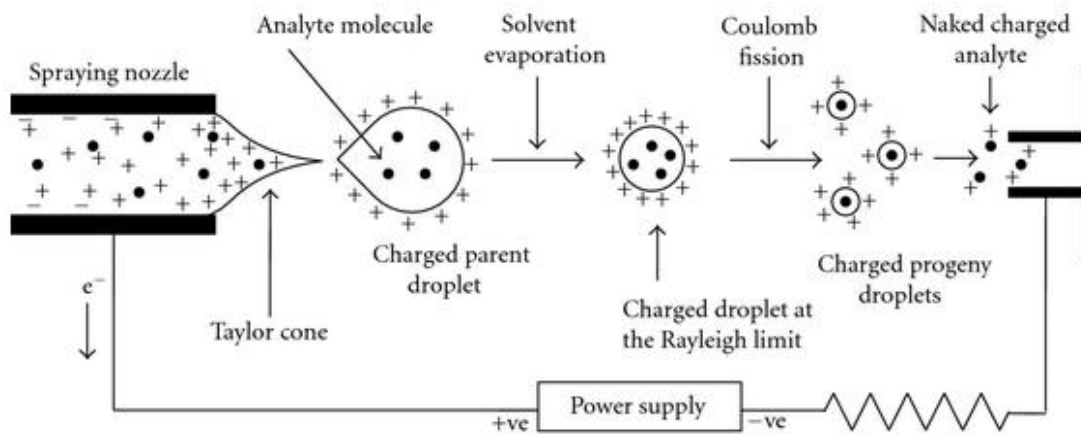 Analyte molecule
Solvent
evaporation
Coulomb
fission
Naked charged
analyte
Spraying nozzle
Charged parent
droplet
Charged progeny
droplets
e⁻
Taylor cone
Charged droplet at
the Rayleigh limit
+ve
Power supply
−ve